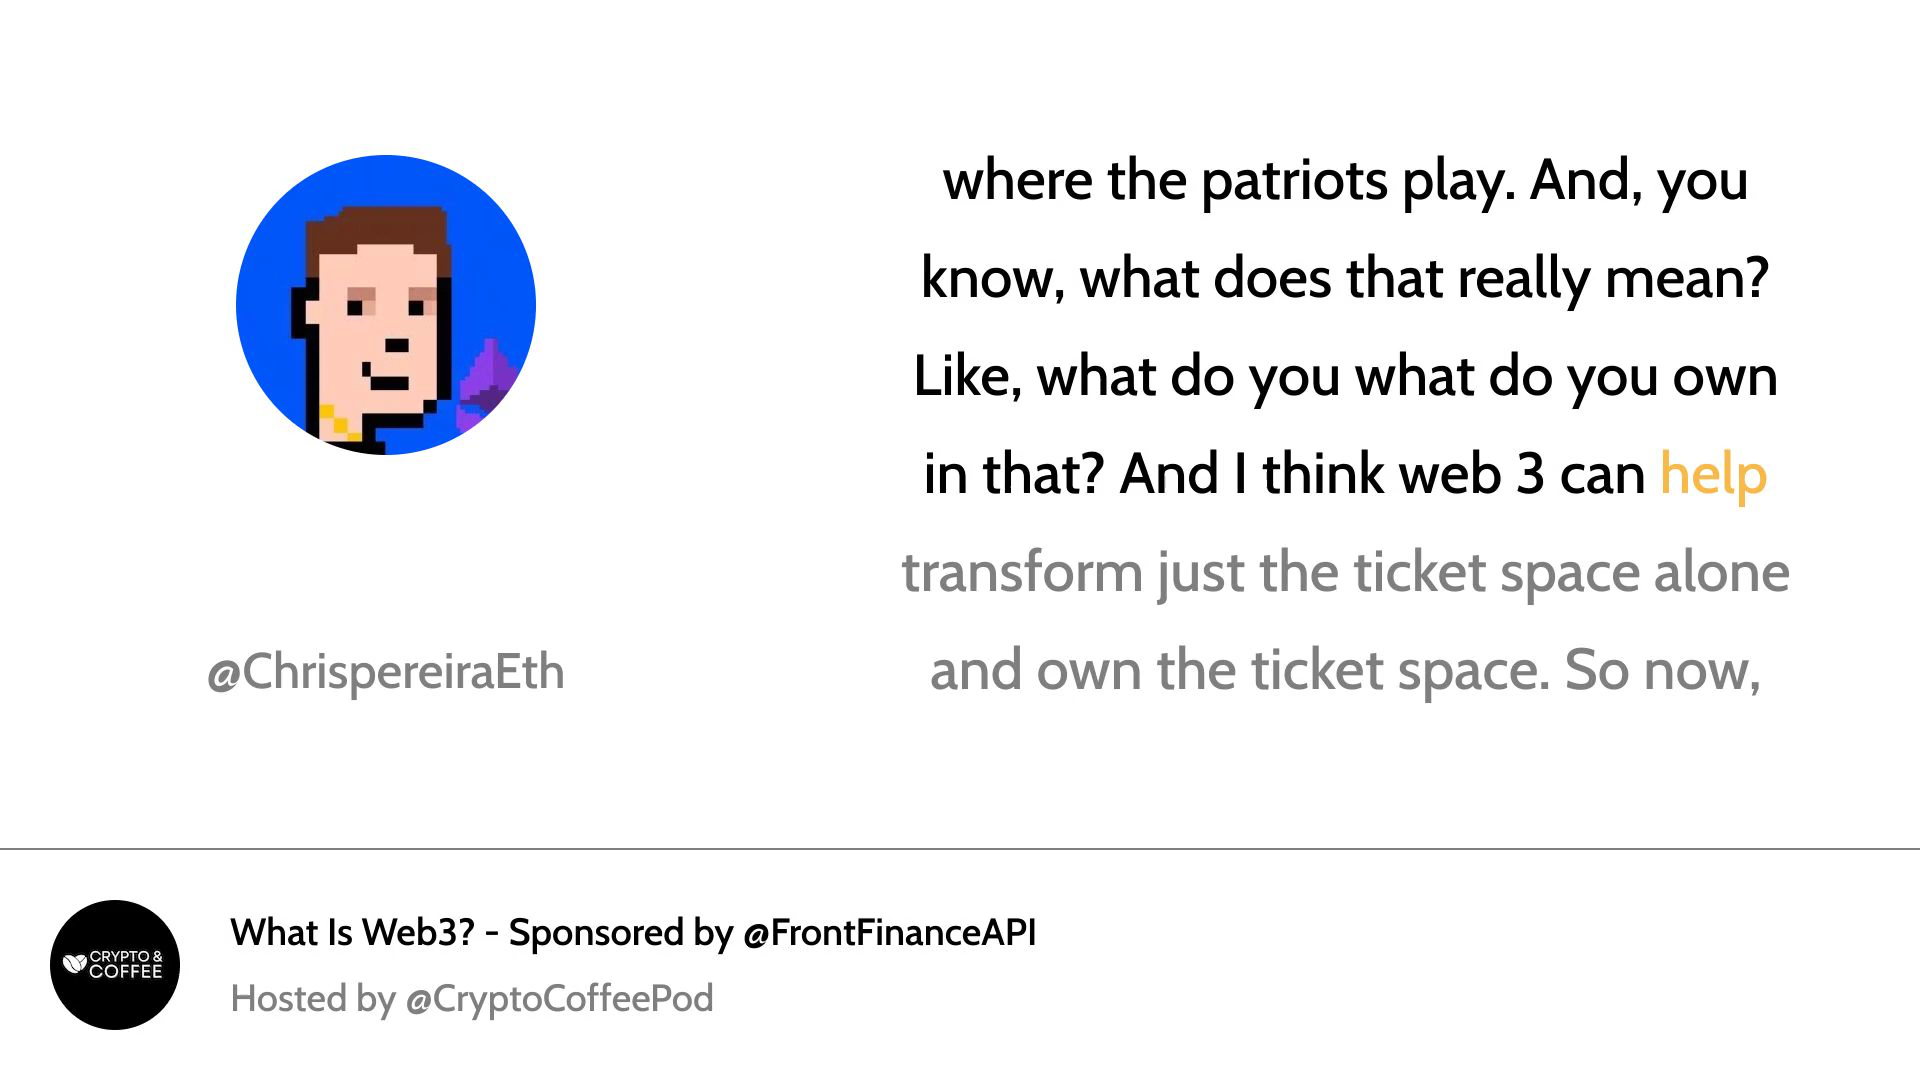 where the patriots play. And, you
know, what does that really mean?
Like, what do you what do you own
in that? And I think web 3 can help
transform just the ticket space alone
and own the ticket space. So now,
@ChrispereiraEth
CRYPTO &
COFFEE
What Is Web3? - Sponsored by @FrontFinanceAPI
Hosted by @CryptoCoffeePod